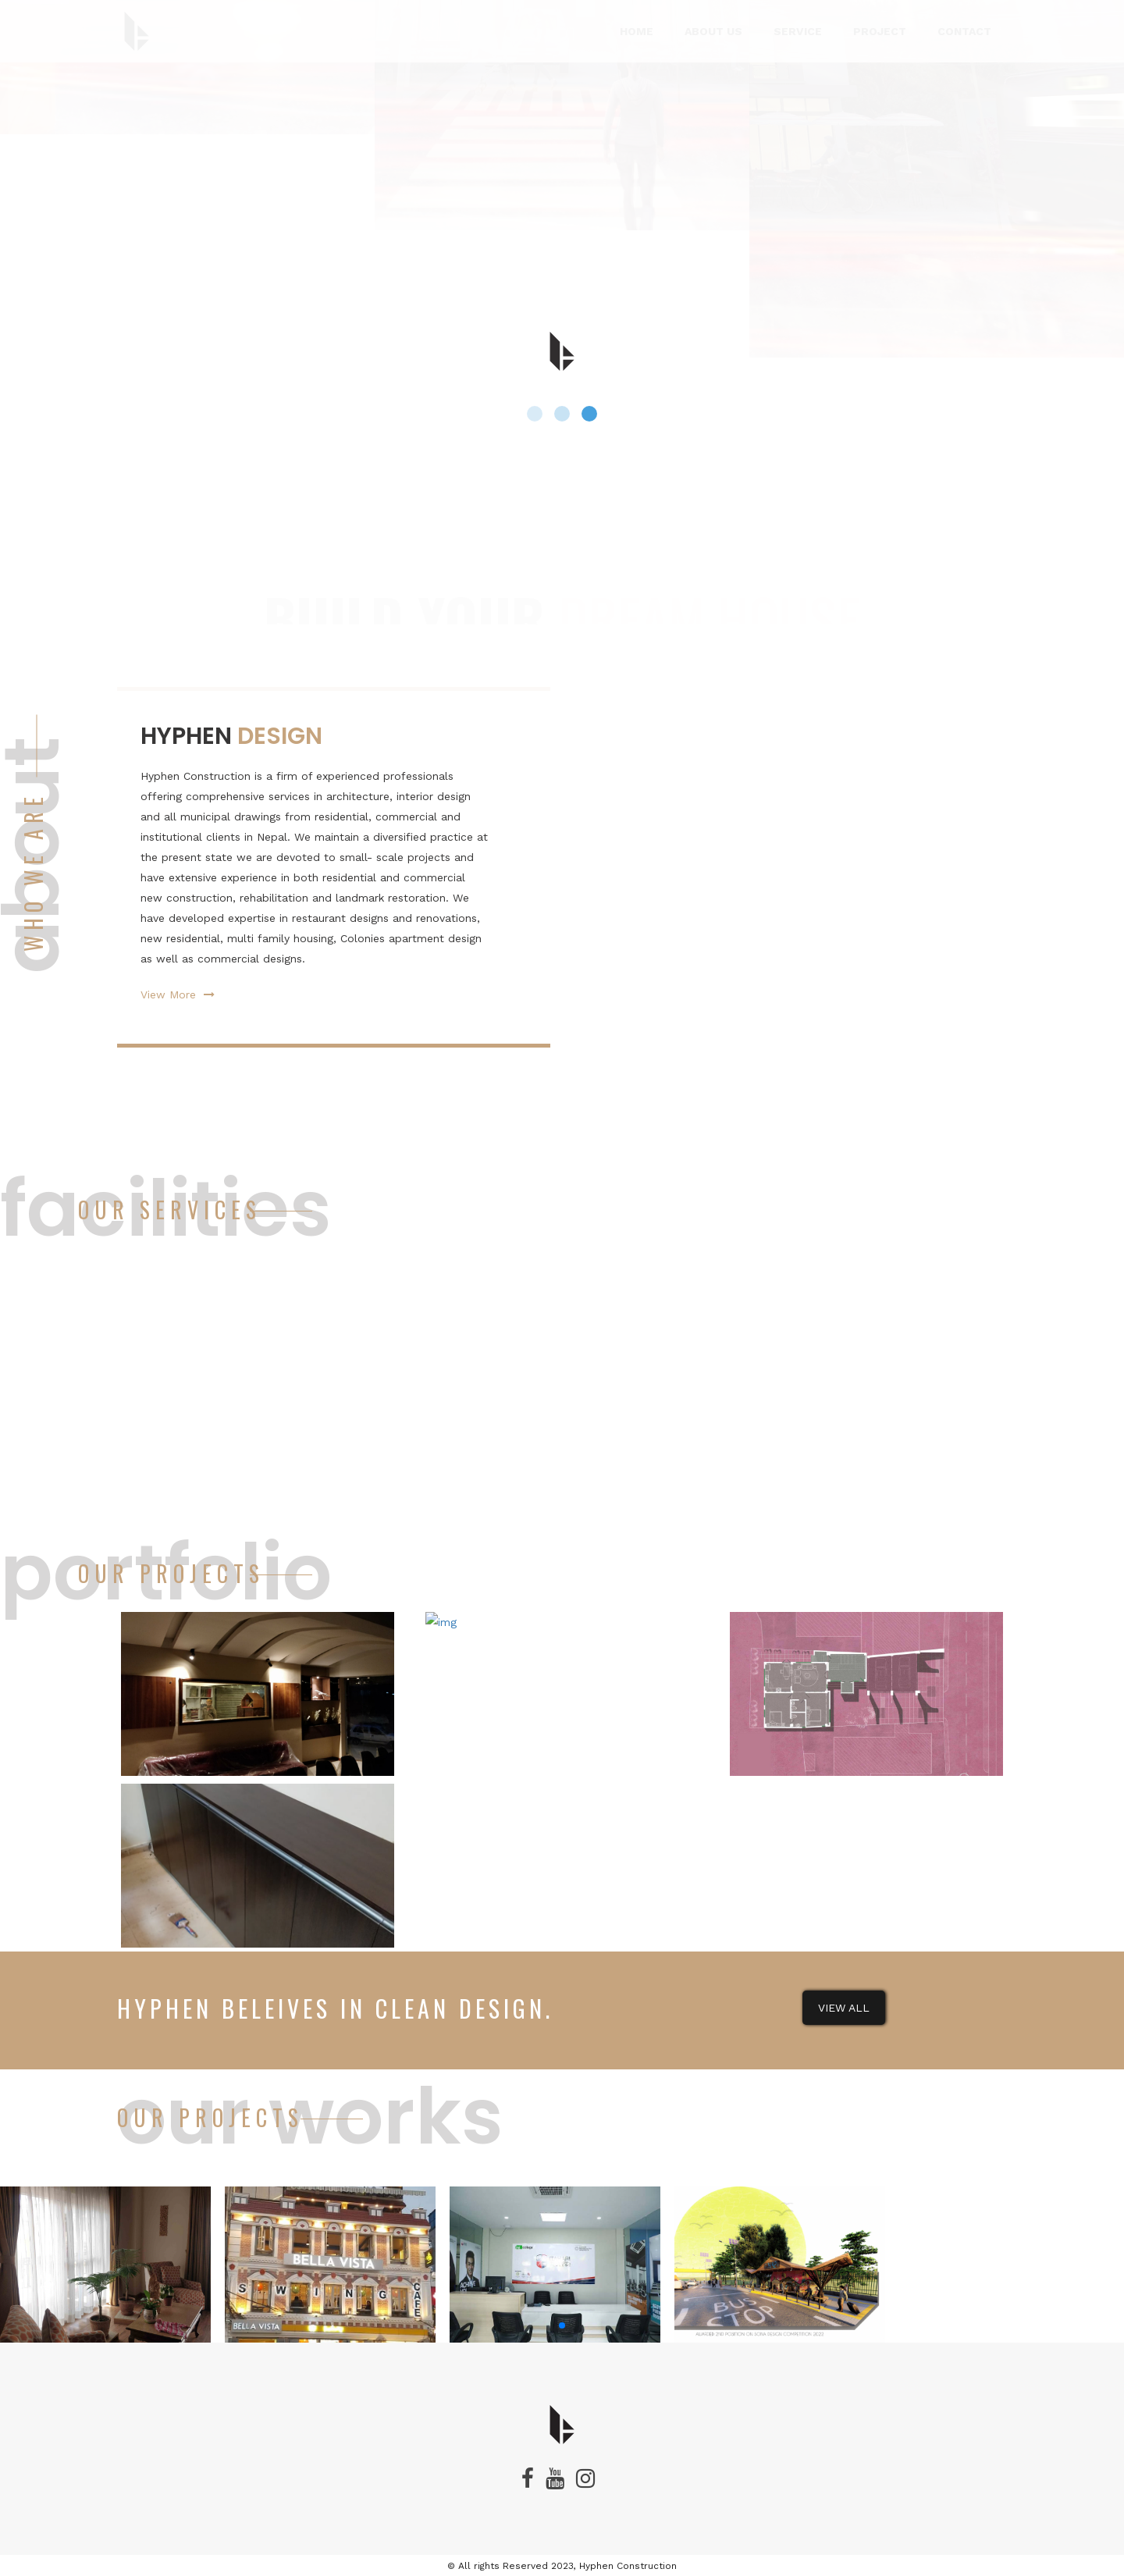 HOME ABOUT US SERVICE PROJECT CONTACT
BUILD YOUR
about
WHO WE ARE
HYPHEN DESIGN
Hyphen Construction is a firm of experienced professionals
offering comprehensive services in architecture, interior design
and all municipal drawings from residential, commercial and
institutional clients in Nepal. We maintain a diversified practice at
the present state we are devoted to small- scale projects and
have extensive experience in both residential and commercial
new construction, rehabilitation and landmark restoration. We
have developed expertise in restaurant designs and renovations,
new residential, multi family housing, Colonies apartment design
as well as commercial designs.
View More
facilities
OUR SERVICES
portfolio
OUR PROJECTS
img
HYPHEN BELEIVES IN CLEAN DESIGN.
VIEW ALL
our works
OUR PROJECTS
BELLA VISTA
SWING
CAFE
BELLA VISTA
BUS
STOP
You
Tube
© All rights Reserved 2023, Hyphen Construction